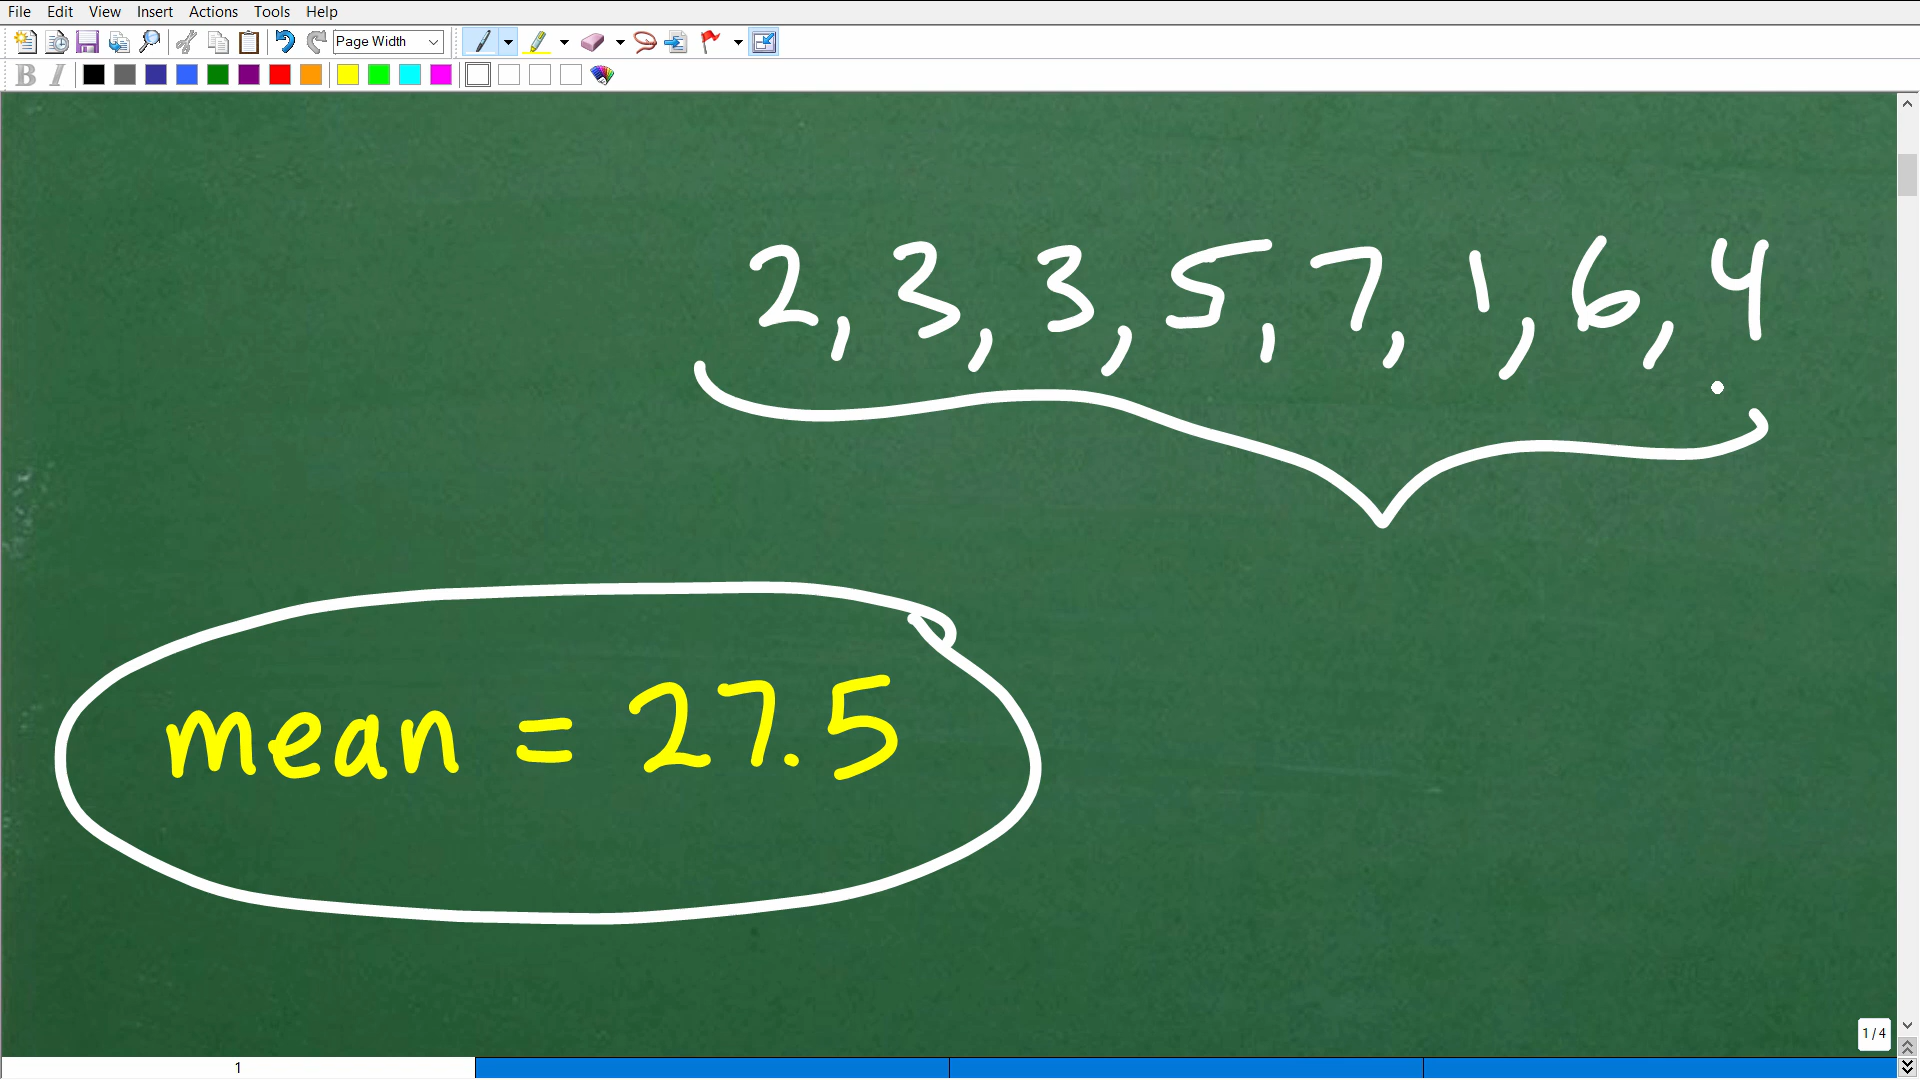 File Edit View Insert Actions Tools Help
Page Width
B I
2, 3, 3, 5, 7, 1, 6, 4
mean = 27.5
1 / 4
1